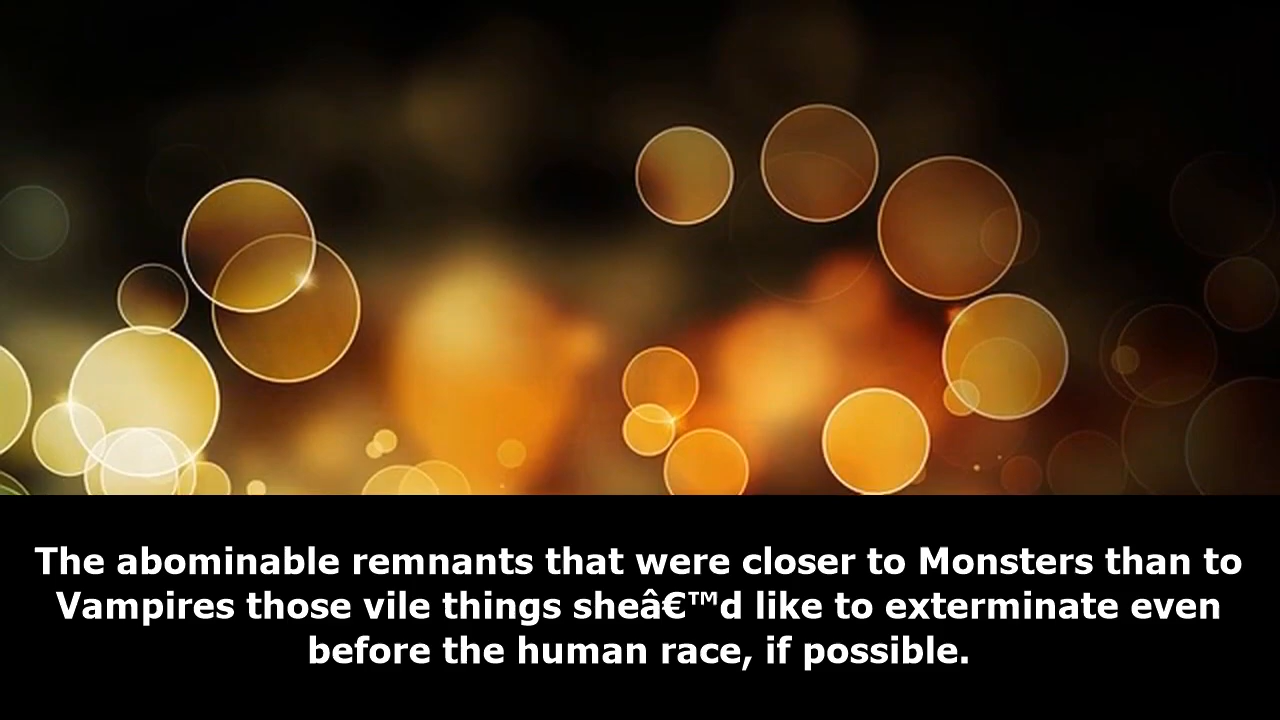 The abominable remnants that were closer to Monsters than to
Vampires those vile things sheâ€™d like to exterminate even
before the human race, if possible.